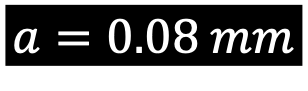 a = 0.08 mm